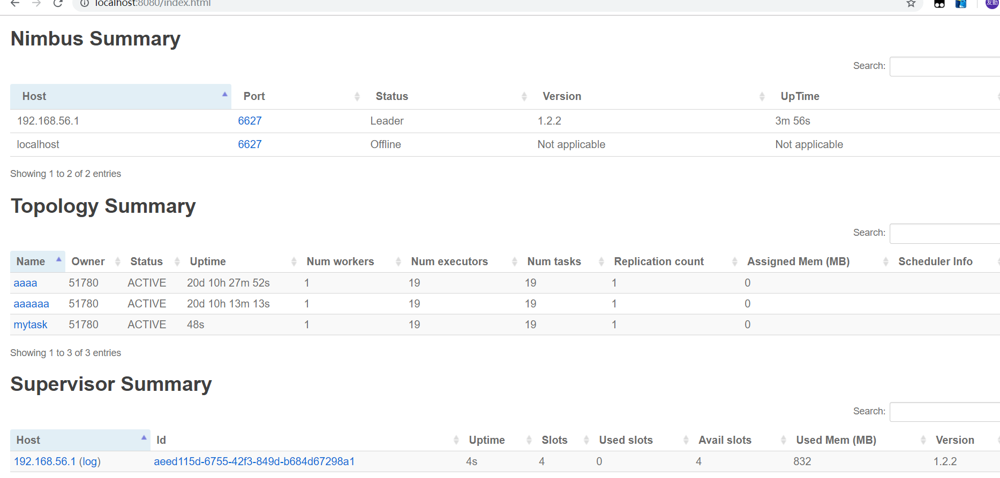 localhost:8080/index.html
友勤
Nimbus Summary
Search:
Host Port Status Version UpTime
192.168.56.1 6627 Leader 1.2.2 3m 56s
localhost 6627 Offline Not applicable Not applicable
Showing 1 to 2 of 2 entries
Topology Summary
Search:
Name Owner Status Uptime Num workers Num executors Num tasks Replication count Assigned Mem (MB) Scheduler Info
aaaa 51780 ACTIVE 20d 10h 27m 52s 1 19 19 1 0
aaaaaa 51780 ACTIVE 20d 10h 13m 13s 1 19 19 1 0
mytask 51780 ACTIVE 48s 1 19 19 1 0
Showing 1 to 3 of 3 entries
Supervisor Summary
Search:
Host Id Uptime Slots Used slots Avail slots Used Mem (MB) Version
192.168.56.1 (log) aeed115d-6755-42f3-849d-b684d67298a1 4s 4 0 4 832 1.2.2